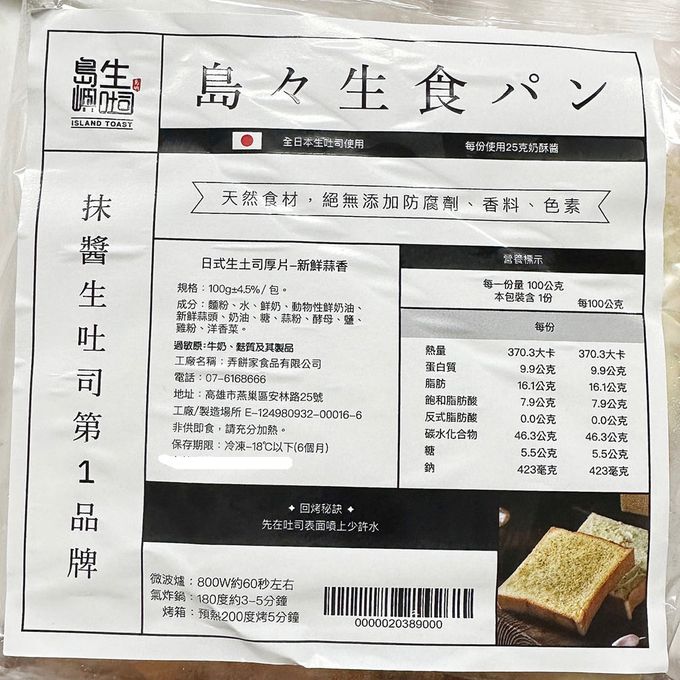 島嶼
生吐司
ISLAND TOAST
島々生食パン
全日本生吐司使用
每份使用25克奶酥醬
抹醬生吐司第1品牌
天然食材，絕無添加防腐劑、香料、色素
日式生土司厚片–新鮮蒜香
規格：100g±4.5%/ 包。
成分：麵粉、水、鮮奶、動物性鮮奶油、
新鮮蒜頭、奶油、糖、蒜粉、酵母、鹽、
雞粉、洋香菜。
過敏原:牛奶、麩質及其製品
工廠名稱：弄餅家食品有限公司
電話：07-6168666
地址：高雄市燕巢區安林路25號
工廠/製造場所 E-124980932-00016-6
非供即食，請充分加熱。
保存期限：冷凍–18℃以下(6個月)
營養標示
每一份量 100公克
本包裝含 1份
每100公克
每份
熱量 370.3大卡 370.3大卡
蛋白質 9.9公克 9.9公克
脂肪 16.1公克 16.1公克
飽和脂肪酸 7.9公克 7.9公克
反式脂肪酸 0.0公克 0.0公克
碳水化合物 46.3公克 46.3公克
糖 5.5公克 5.5公克
鈉 423毫克 423毫克
✦ 回烤秘訣 ✦
先在吐司表面噴上少許水
微波爐：800W約60秒左右
氣炸鍋：180度約3-5分鐘
烤箱：預熱200度烤5分鐘
0000020389000